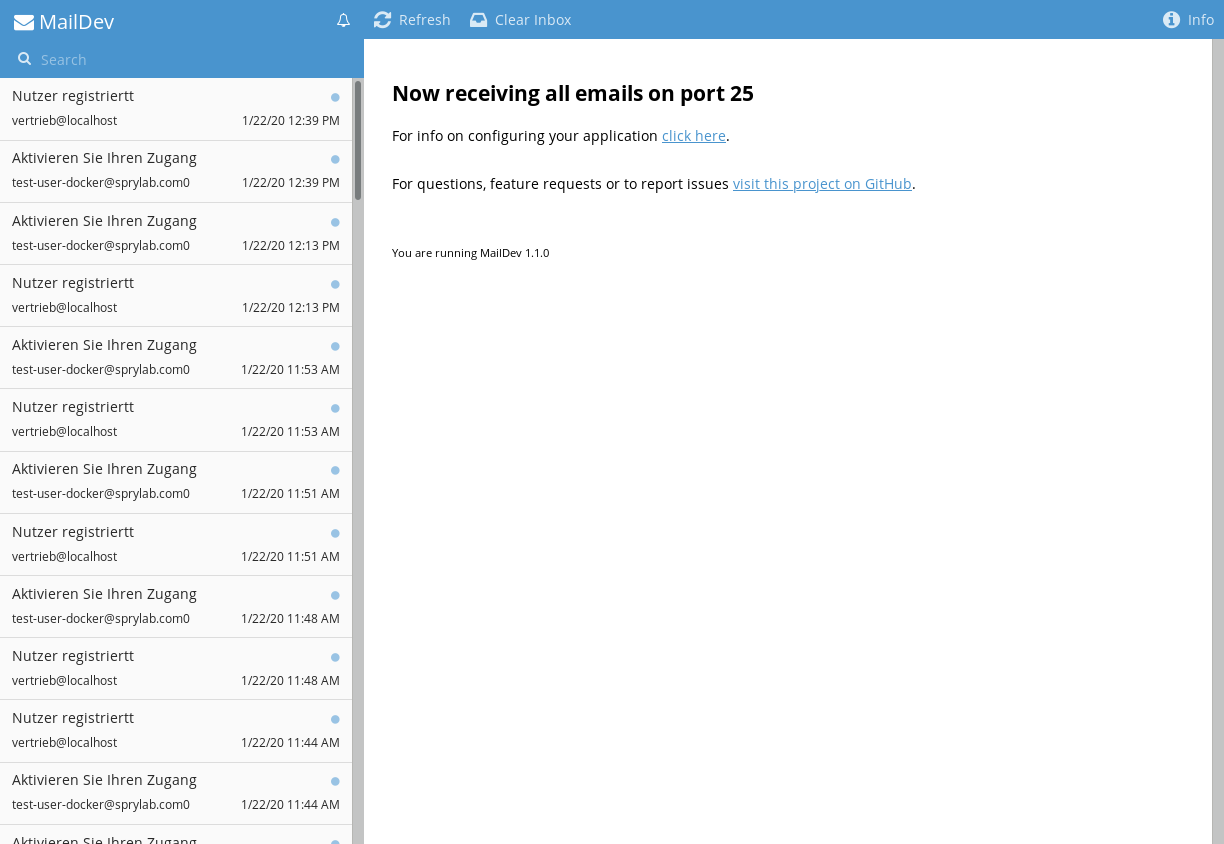 MailDev
Search
Nutzer registriertt
vertrieb@localhost 1/22/20 12:39 PM
Aktivieren Sie Ihren Zugang
test-user-docker@sprylab.com0 1/22/20 12:39 PM
Aktivieren Sie Ihren Zugang
test-user-docker@sprylab.com0 1/22/20 12:13 PM
Nutzer registriertt
vertrieb@localhost 1/22/20 12:13 PM
Aktivieren Sie Ihren Zugang
test-user-docker@sprylab.com0 1/22/20 11:53 AM
Nutzer registriertt
vertrieb@localhost 1/22/20 11:53 AM
Aktivieren Sie Ihren Zugang
test-user-docker@sprylab.com0 1/22/20 11:51 AM
Nutzer registriertt
vertrieb@localhost 1/22/20 11:51 AM
Aktivieren Sie Ihren Zugang
test-user-docker@sprylab.com0 1/22/20 11:48 AM
Nutzer registriertt
vertrieb@localhost 1/22/20 11:48 AM
Nutzer registriertt
vertrieb@localhost 1/22/20 11:44 AM
Aktivieren Sie Ihren Zugang
test-user-docker@sprylab.com0 1/22/20 11:44 AM
Aktivieren Sie Ihren Zugang
Refresh Clear Inbox Info
Now receiving all emails on port 25
For info on configuring your application click here.
For questions, feature requests or to report issues visit this project on GitHub.
You are running MailDev 1.1.0